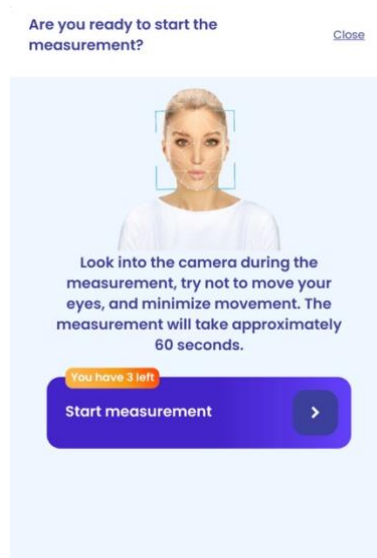 Are you ready to start the
measurement?
Close
Look into the camera during the
measurement, try not to move your
eyes, and minimize movement. The
measurement will take approximately
60 seconds.
You have 3 left
Start measurement